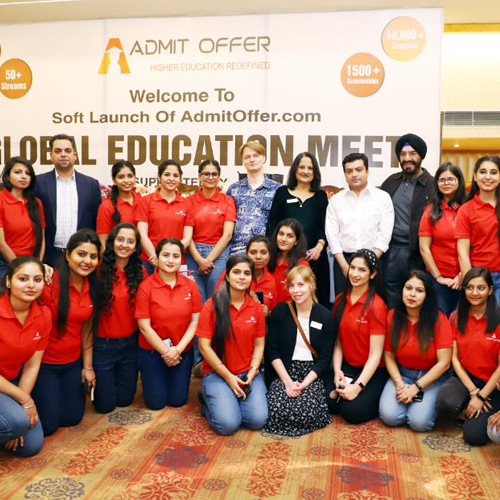 ADMIT OFFER
HIGHER EDUCATION REDEFINED
50+
Streams
1500+
Scholarships
40,000+
Courses
Welcome To
Soft Launch Of AdmitOffer.com
GLOBAL EDUCATION MEET